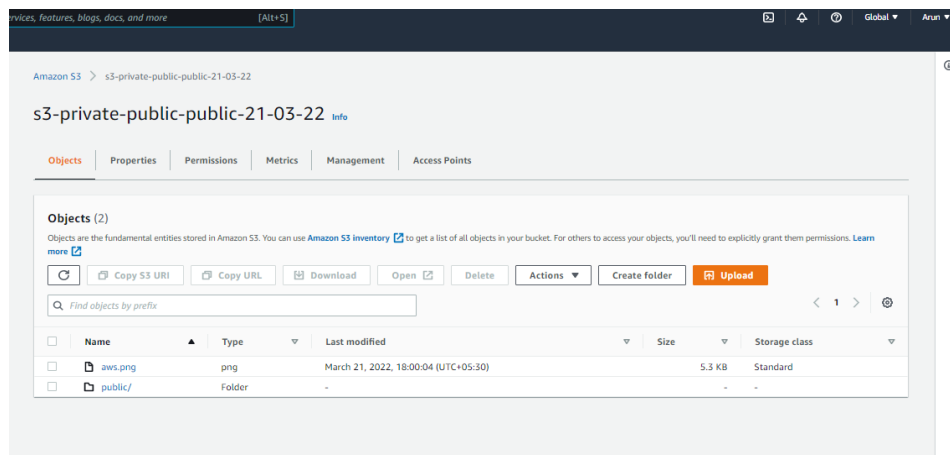 ervices, features, blogs, docs, and more [Alt+S] Global Arun
Amazon S3 s3-private-public-public-21-03-22
s3-private-public-public-21-03-22 Info
Objects Properties Permissions Metrics Management Access Points
Objects (2)
Objects are the fundamental entities stored in Amazon S3. You can use Amazon S3 inventory to get a list of all objects in your bucket. For others to access your objects, you'll need to explicitly grant them permissions. Learn
more
Copy S3 URI Copy URL Download Open Delete Actions Create folder Upload
Find objects by prefix 1
Name Type Last modified Size Storage class
aws.png png March 21, 2022, 18:00:04 (UTC+05:30) 5.3 KB Standard
public/ Folder - - -